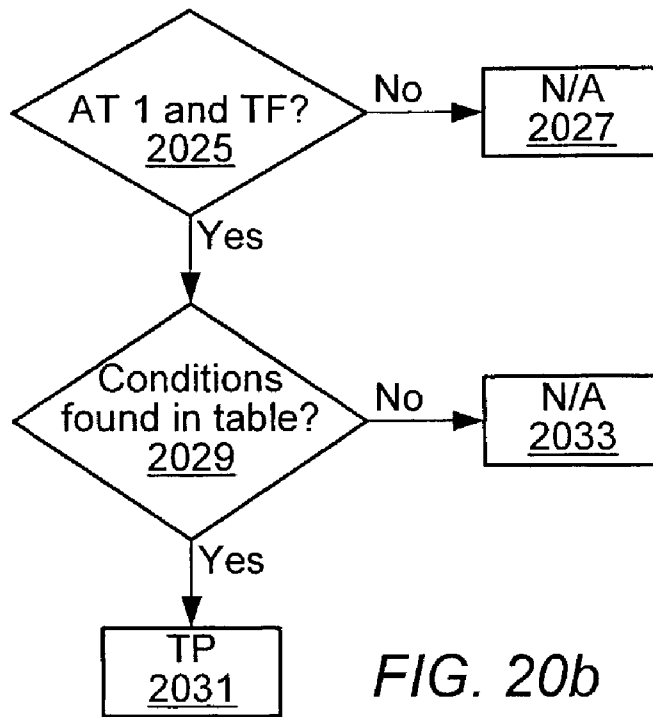 AT 1 and TF?
2025
No
N/A
2027
Yes
Conditions
found in table?
2029
No
N/A
2033
Yes
TP
2031
FIG. 20b